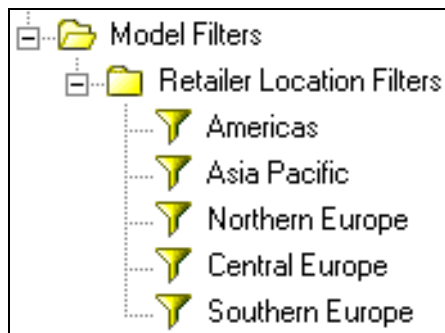 Model Filters
Retailer Location Filters
Americas
Asia Pacific
Northern Europe
Central Europe
Southern Europe